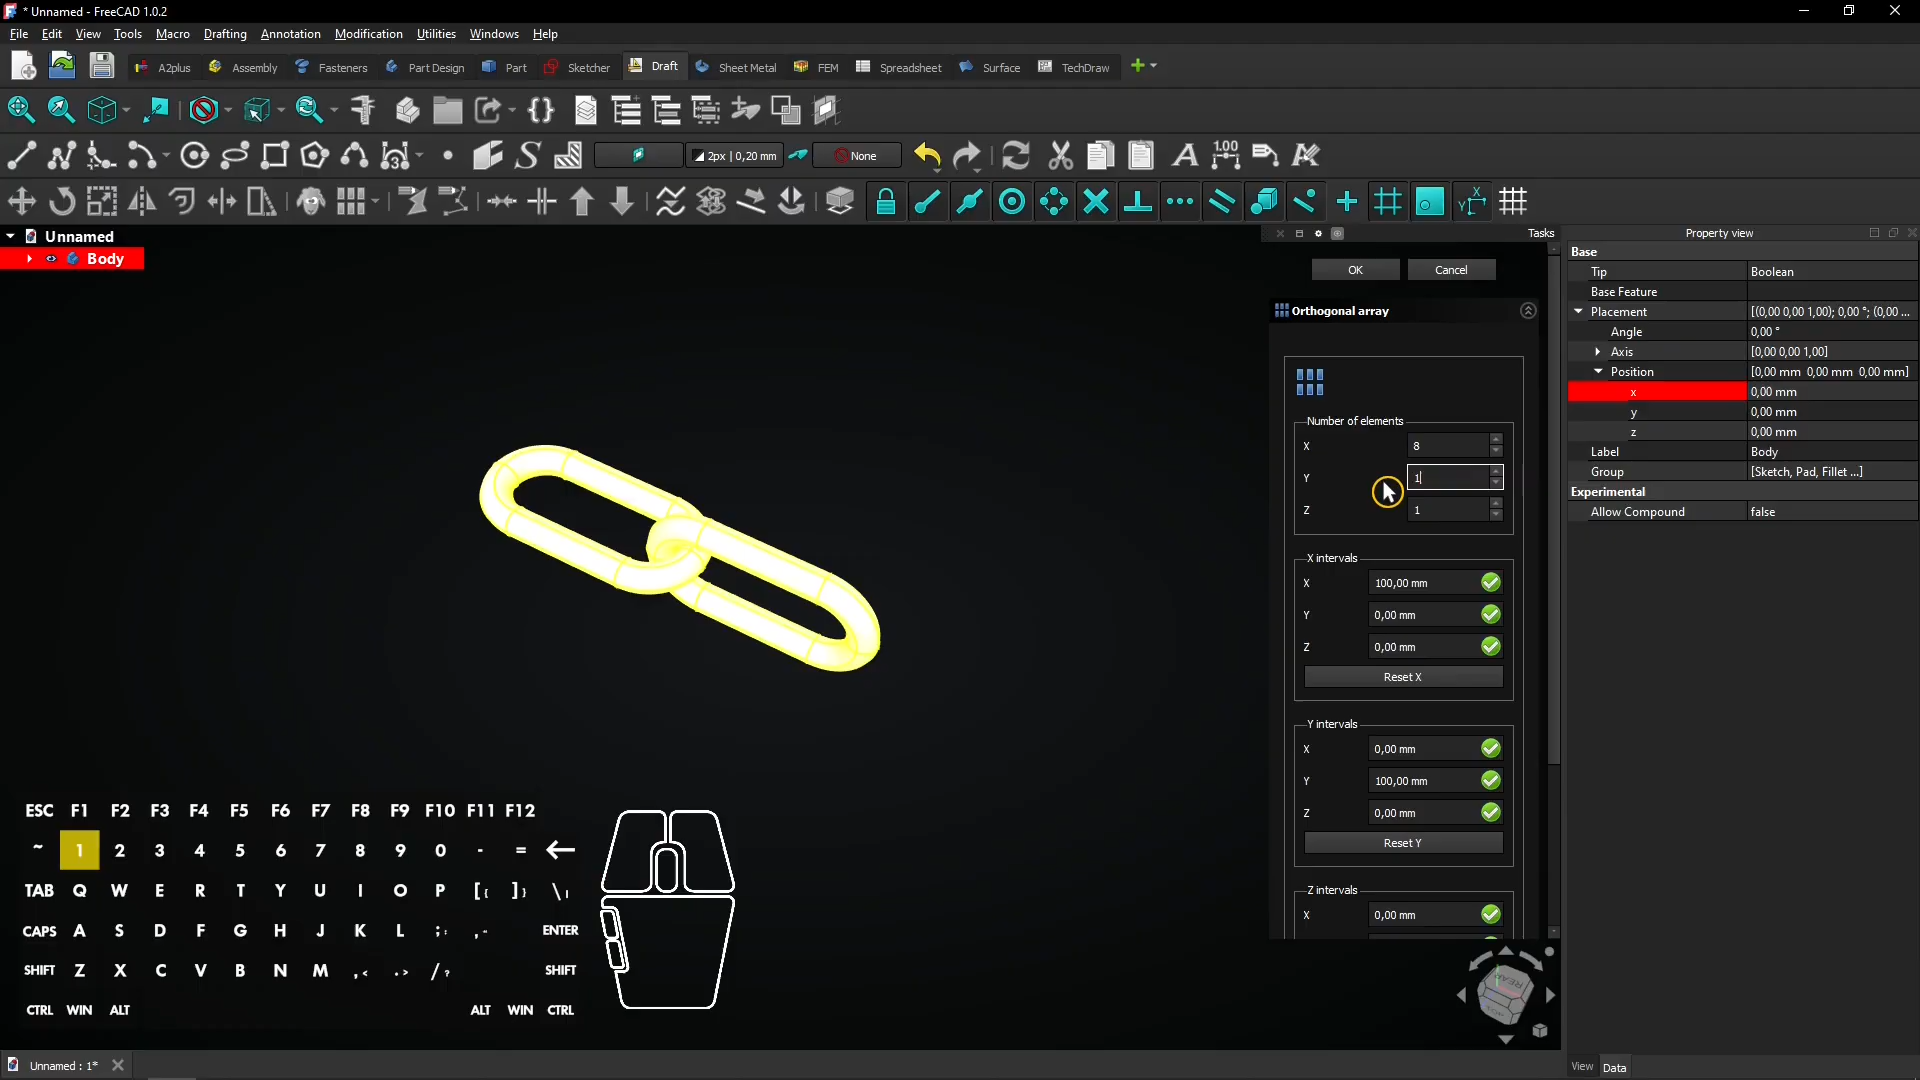 * Unnamed - FreeCAD 1.0.2
File Edit View Tools Macro Drafting Annotation Modification Utilities Windows Help
A2plus Assembly Fasteners Part Design Part Sketcher Draft Sheet Metal FEM Spreadsheet Surface TechDraw
2px | 0,20 mm None
Unnamed
Body
Tasks
OK Cancel
Orthogonal array
Number of elements
X 8
Y 1
Z 1
X intervals
X 100,00 mm
Y 0,00 mm
Z 0,00 mm
Reset X
Y intervals
X 0,00 mm
Y 100,00 mm
Z 0,00 mm
Reset Y
Z intervals
X 0,00 mm
Property view
Base
Tip Boolean
Base Feature
Placement [(0,00 0,00 1,00); 0,00 °; (0,00 ...
Angle 0,00 °
Axis [0,00 0,00 1,00]
Position [0,00 mm 0,00 mm 0,00 mm]
x 0,00 mm
y 0,00 mm
z 0,00 mm
Label Body
Group [Sketch, Pad, Fillet ...]
Experimental
Allow Compound false
ESC F1 F2 F3 F4 F5 F6 F7 F8 F9 F10 F11 F12
~ 1 2 3 4 5 6 7 8 9 0 - =
TAB Q W E R T Y U I O P [{ ]} \|
CAPS A S D F G H J K L ;: ENTER
SHIFT Z X C V B N M ,< .> /? SHIFT
CTRL WIN ALT ALT WIN CTRL
REAR
Unnamed : 1*
View Data